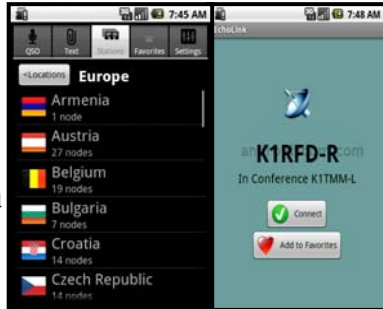 7:45 AM
QSO Text Stations Favorites Settings
<Locations Europe
Armenia
1 node
Austria
27 nodes
Belgium
19 nodes
Bulgaria
7 nodes
Croatia
14 nodes
Czech Republic
14 nodes
7:48 AM
EchoLink
K1RFD-R
In Conference K1TMM-L
Connect
Add to Favorites